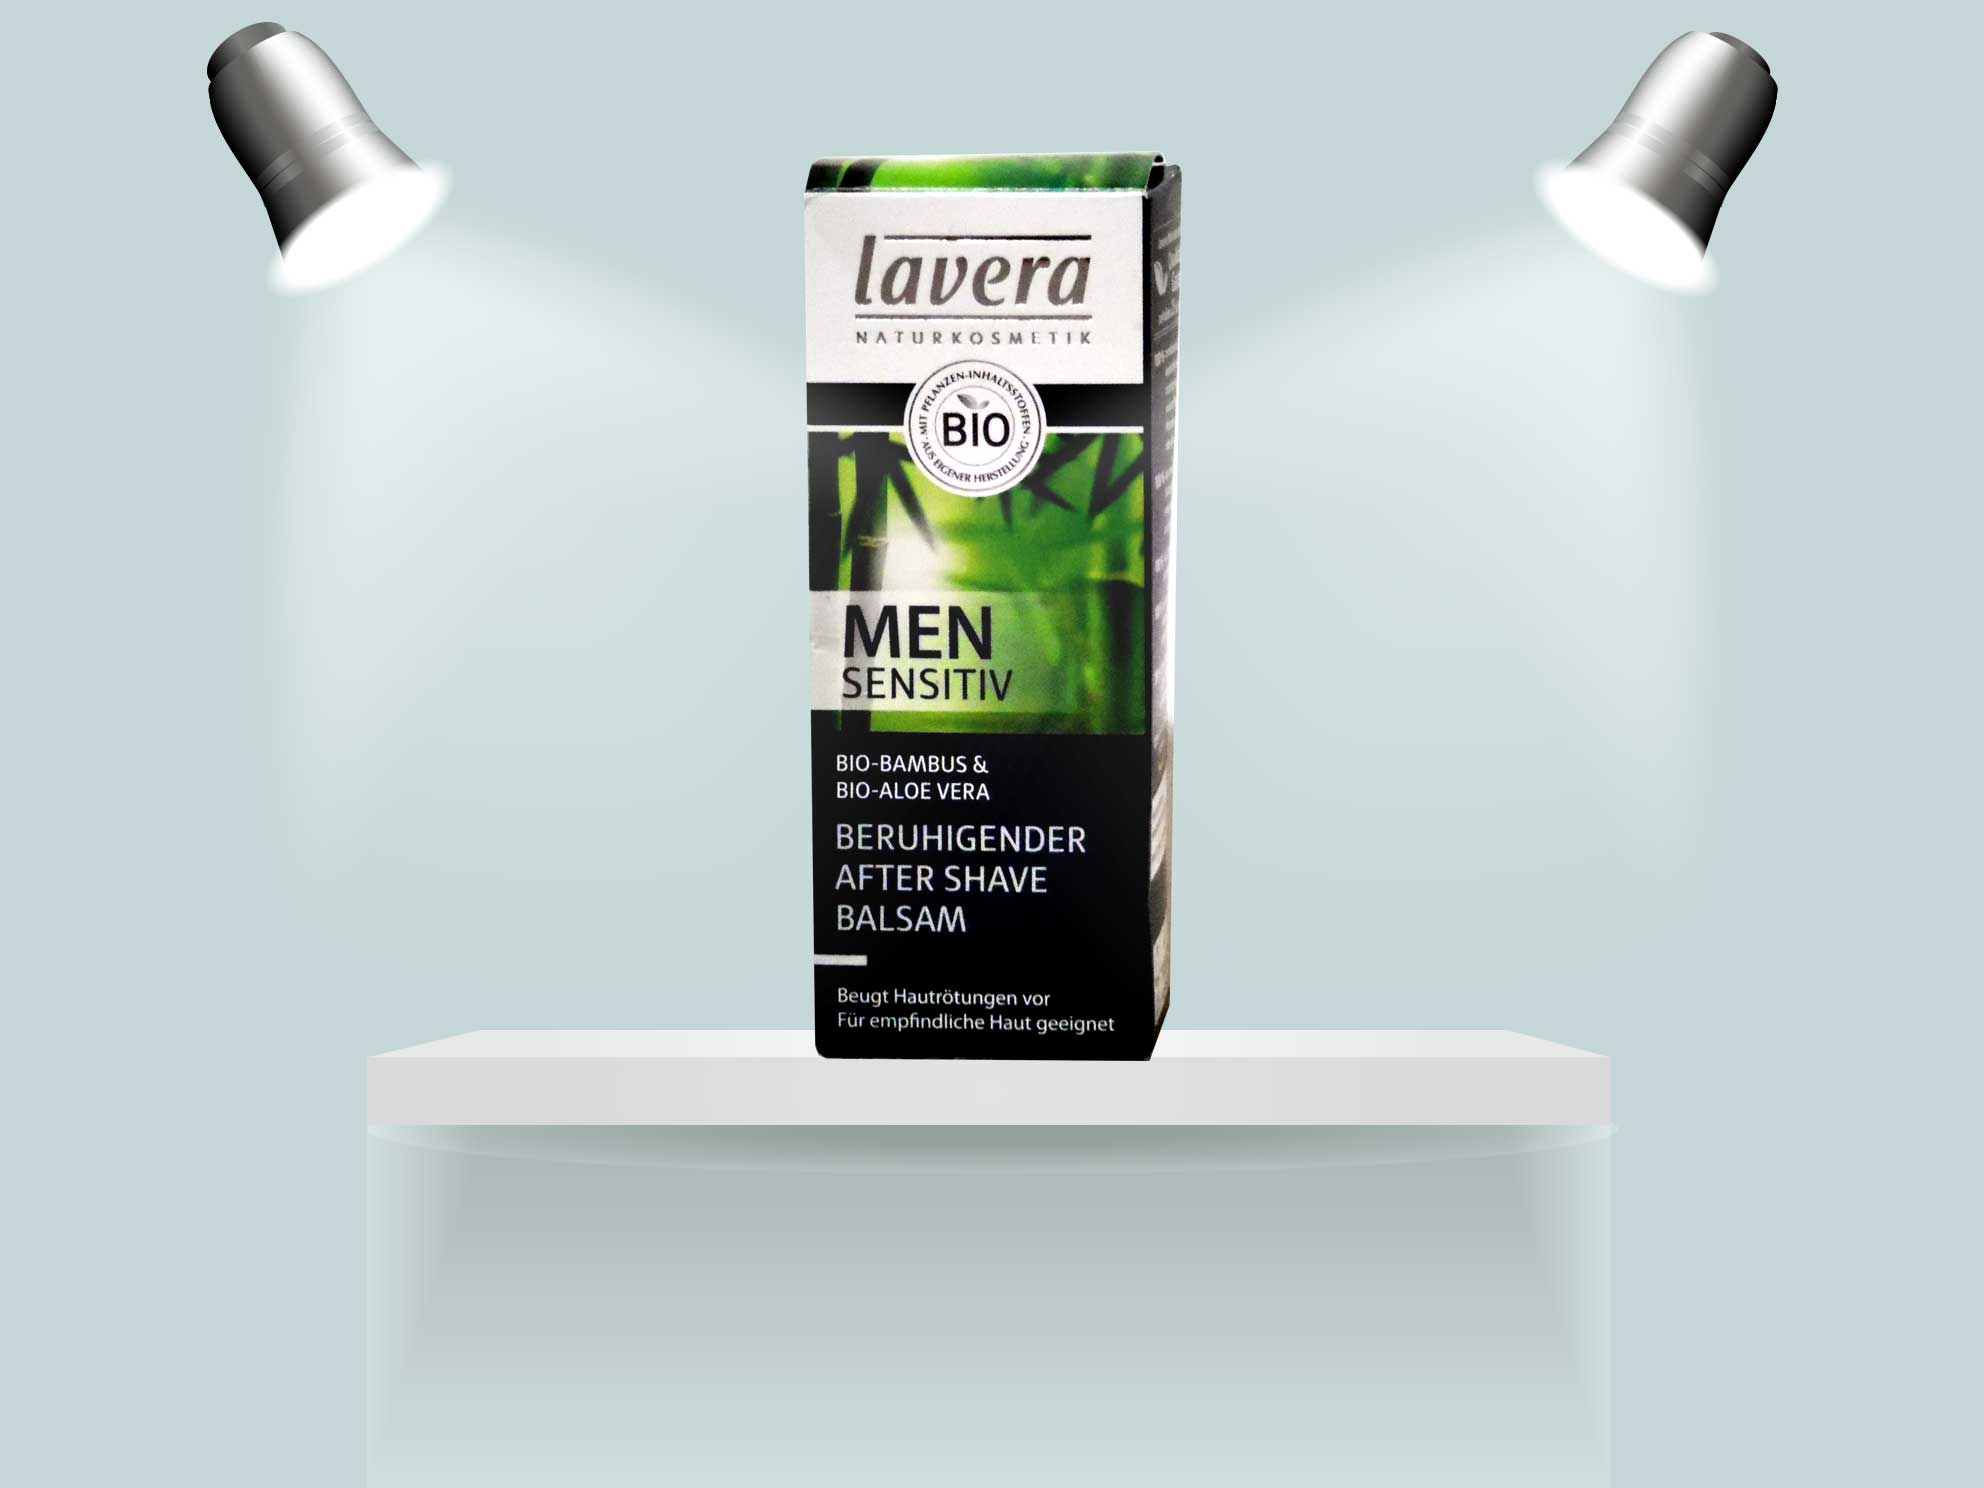 lavera
NATURKOSMETIK
· MIT PFLANZEN-INHALTSSTOFFEN ·
AUS EIGENER HERSTELLUNG
BIO
MEN
SENSITIV
BIO-BAMBUS &
BIO-ALOE VERA
BERUHIGENDER
AFTER SHAVE
BALSAM
Beugt Hautrötungen vor
Für empfindliche Haut geeignet